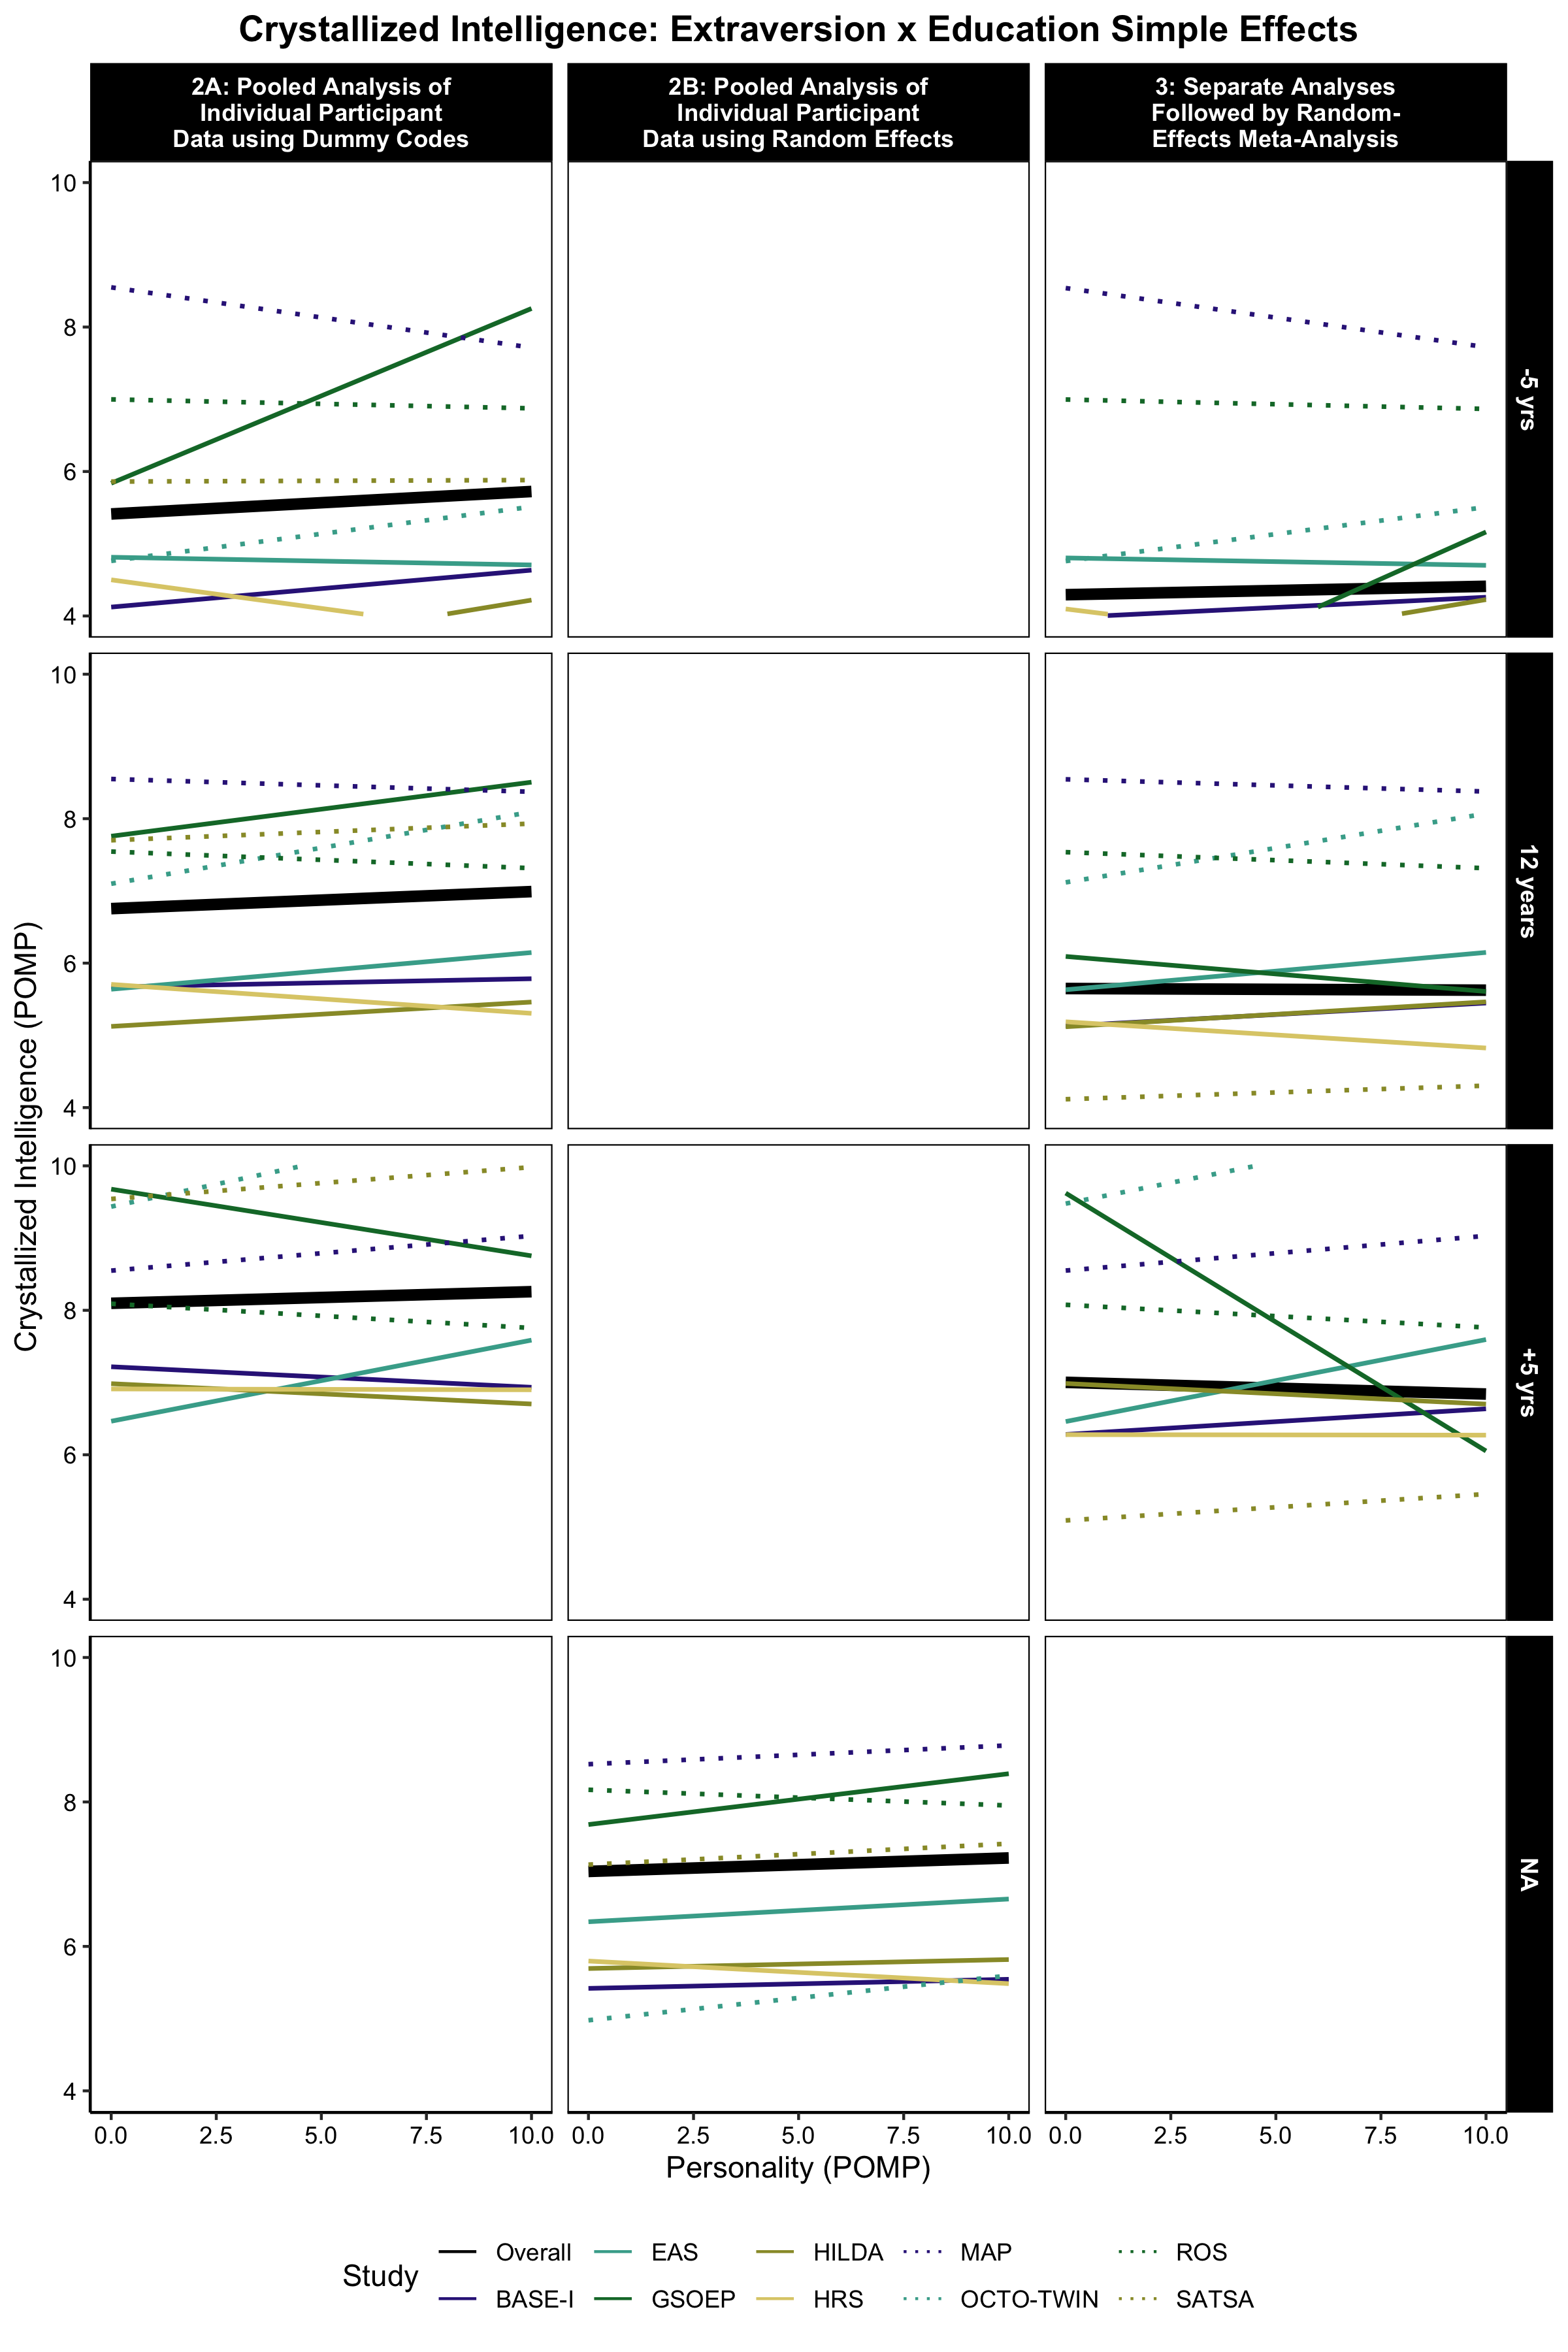 Crystallized Intelligence: Extraversion x Education Simple Effects
2A: Pooled Analysis of
Individual Participant
Data using Dummy Codes
2B: Pooled Analysis of
Individual Participant
Data using Random Effects
3: Separate Analyses
Followed by Random-
Effects Meta-Analysis
Crystallized Intelligence (POMP)
10
8
6
4
-5 yrs
10
8
6
4
12 years
10
8
6
4
+5 yrs
10
8
6
4
NA
0.0 2.5 5.0 7.5 10.0
0.0 2.5 5.0 7.5 10.0
0.0 2.5 5.0 7.5 10.0
Personality (POMP)
Study
Overall EAS HILDA MAP ROS
BASE-I GSOEP HRS OCTO-TWIN SATSA